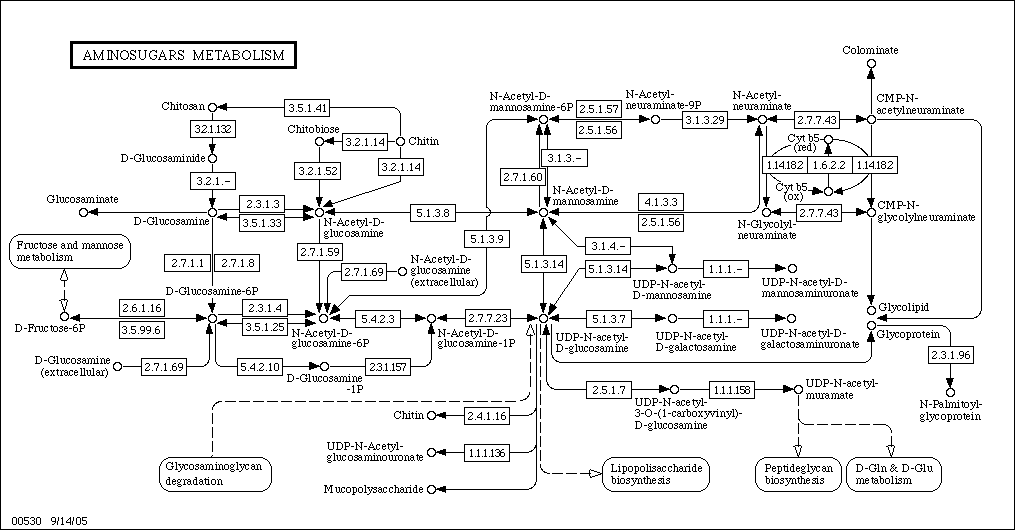 AMINOSUGARS METABOLISM
Colominate
Chitosan
3.5.1.41
N-Acetyl-D-
mannosamine-6P
2.5.1.57
2.5.1.56
N-Acetyl-
neuraminate-9P
3.1.3.29
N-Acetyl-
neuraminate
2.7.7.43
CMP-N-
acetylneuraminate
3.2.1.132
Chitobiose
3.2.1.14
Chitin
Cyt b5
(red)
D-Glucosaminide
3.2.1.-
3.2.1.52
3.2.1.14
3.1.3.-
2.7.1.60
1.14.18.2
1.6.2.2
1.14.18.2
Cyt b5
(ox)
Glucosaminate
D-Glucosamine
2.3.1.3
3.5.1.33
N-Acetyl-D-
glucosamine
5.1.3.8
N-Acetyl-D-
mannosamine
4.1.3.3
2.5.1.56
N-Glycolyl-
neuraminate
2.7.7.43
CMP-N-
glycolylneuraminate
Fructose and mannose
metabolism
2.7.1.1
2.7.1.8
2.7.1.59
5.1.3.9
3.1.4.-
2.7.1.69
N-Acetyl-D-
glucosamine
(extracellular)
5.1.3.14
5.1.3.14
UDP-N-acetyl-
D-mannosamine
1.1.1.-
UDP-N-acetyl-D-
mannosaminuronate
D-Glucosamine-6P
D-Fructose-6P
2.6.1.16
3.5.99.6
2.3.1.4
3.5.1.25
N-Acetyl-D-
glucosamine-6P
5.4.2.3
2.7.7.23
N-Acetyl-D-
glucosamine-1P
5.1.3.7
UDP-N-acetyl-
D-glucosamine
UDP-N-acetyl-
D-galactosamine
1.1.1.-
UDP-N-acetyl-D-
galactosaminuronate
Glycolipid
Glycoprotein
2.3.1.96
N-Palmitoyl-
glycoprotein
D-Glucosamine
(extracellular)
2.7.1.69
5.4.2.10
D-Glucosamine
-1P
2.3.1.157
2.5.1.7
UDP-N-acetyl-
3-O-(1-carboxyvinyl)-
D-glucosamine
1.1.1.158
UDP-N-acetyl-
muramate
Chitin
2.4.1.16
UDP-N-Acetyl-
glucosaminouronate
1.1.1.136
Mucopolysaccharide
Glycosaminoglycan
degradation
Lipopolisaccharide
biosynthesis
Peptideglycan
biosynthesis
D-Gln & D-Glu
metabolism
00530 9/14/05